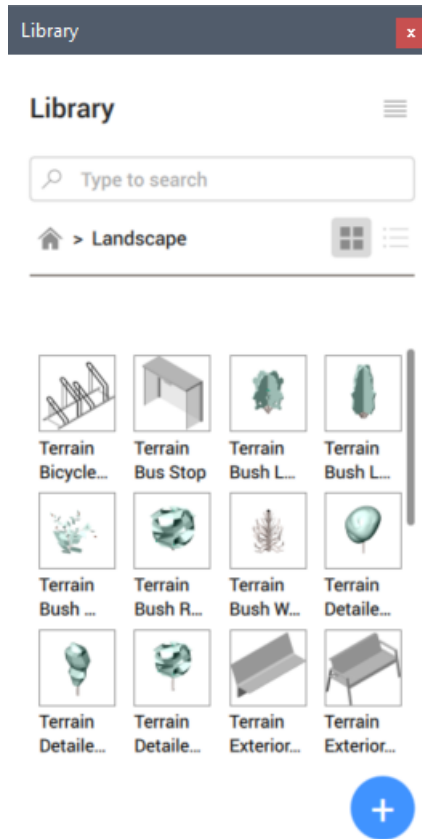 Library
x
Library
Type to search
> Landscape
Terrain Terrain Terrain Terrain
Bicycle... Bus Stop Bush L... Bush L...
Terrain Terrain Terrain Terrain
Bush ... Bush R... Bush W... Detaile...
Terrain Terrain Terrain Terrain
Detaile... Detaile... Exterior... Exterior...
+